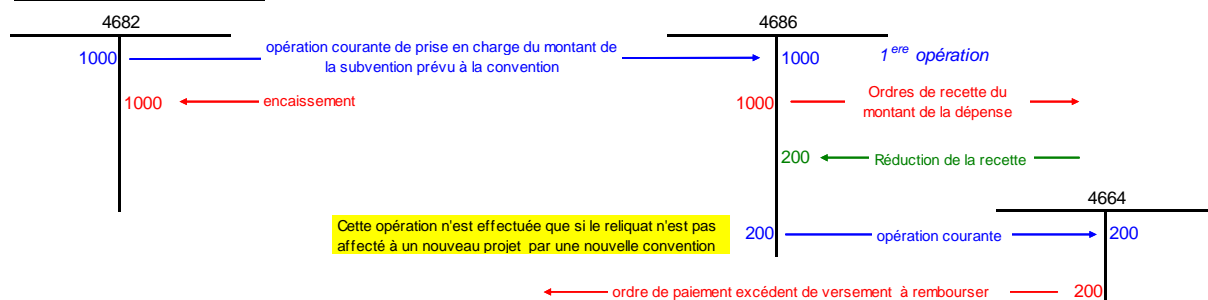 4682 4686
1000 opération courante de prise en charge du montant de 1000 1ere opération
la subvention prévu à la convention
1000 encaissement 1000 Ordres de recette du
montant de la dépense
200 Réduction de la recette
4664
Cette opération n'est effectuée que si le reliquat n'est pas
affecté à un nouveau projet par une nouvelle convention 200 opération courante 200
ordre de paiement excédent de versement à rembourser 200